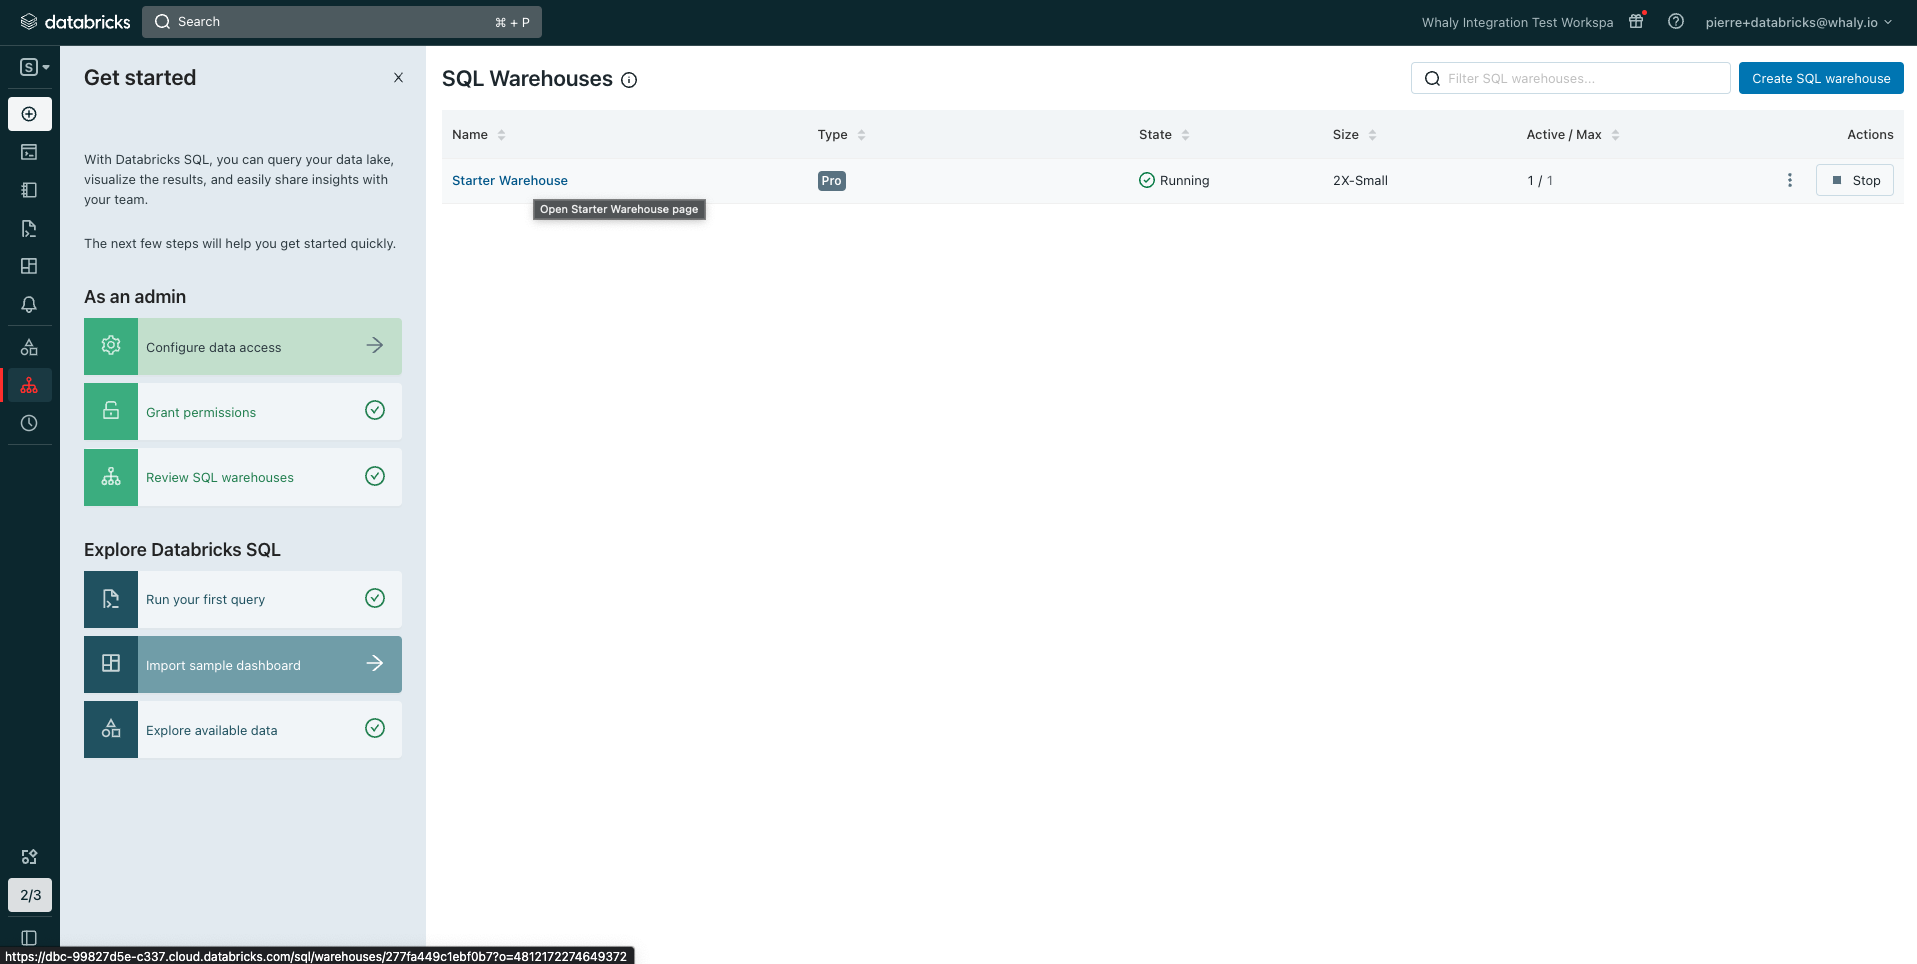 databricks
Search
⌘ + P
Whaly Integration Test Workspa
pierre+databricks@whaly.io
S
Get started
With Databricks SQL, you can query your data lake,
visualize the results, and easily share insights with
your team.
The next few steps will help you get started quickly.
As an admin
Configure data access
Grant permissions
Review SQL warehouses
Explore Databricks SQL
Run your first query
Import sample dashboard
Explore available data
2/3
SQL Warehouses
Filter SQL warehouses...
Create SQL warehouse
Name Type State Size Active / Max Actions
Starter Warehouse Pro Running 2X-Small 1 / 1 Stop
Open Starter Warehouse page
https://dbc-99827d5e-c337.cloud.databricks.com/sql/warehouses/277fa449c1ebf0b7?o=4812172274649372